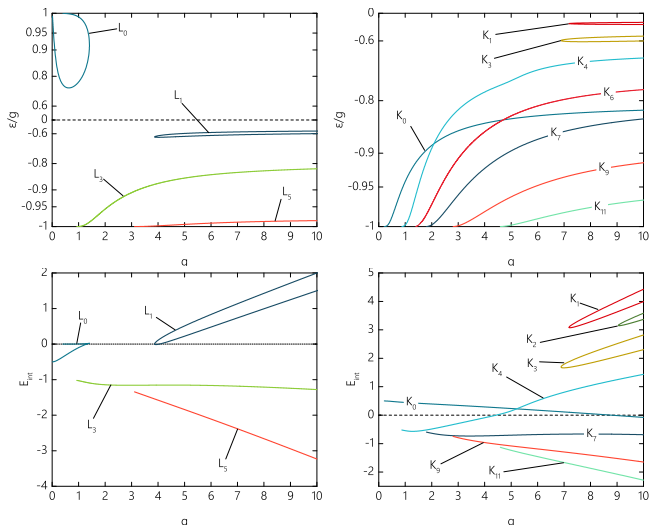 1
0.95
0.9
0.8
0.6
0
-0.6
-0.8
-0.9
-0.95
-1
ε/g
L0
L1
L3
L5
0 1 2 3 4 5 6 7 8 9 10
α
0
-0.6
-0.8
-0.9
-0.95
-1
ε/g
K1
K3
K4
K0
K6
K7
K9
K11
0 1 2 3 4 5 6 7 8 9 10
α
2
1
0
-1
-2
-3
-4
Eint
L0
L1
L3
L5
0 1 2 3 4 5 6 7 8 9 10
α
5
4
3
2
1
0
-1
-2
Eint
K1
K2
K3
K4
K0
K7
K9
K11
0 1 2 3 4 5 6 7 8 9 10
α